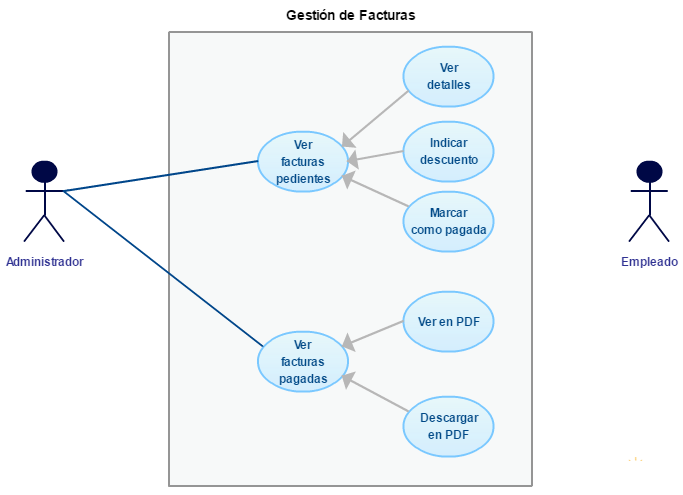 Gestión de Facturas
Ver
detalles
Indicar
descuento
Ver
facturas
pedientes
Marcar
como pagada
Administrador
Empleado
Ver en PDF
Ver
facturas
pagadas
Descargar
en PDF